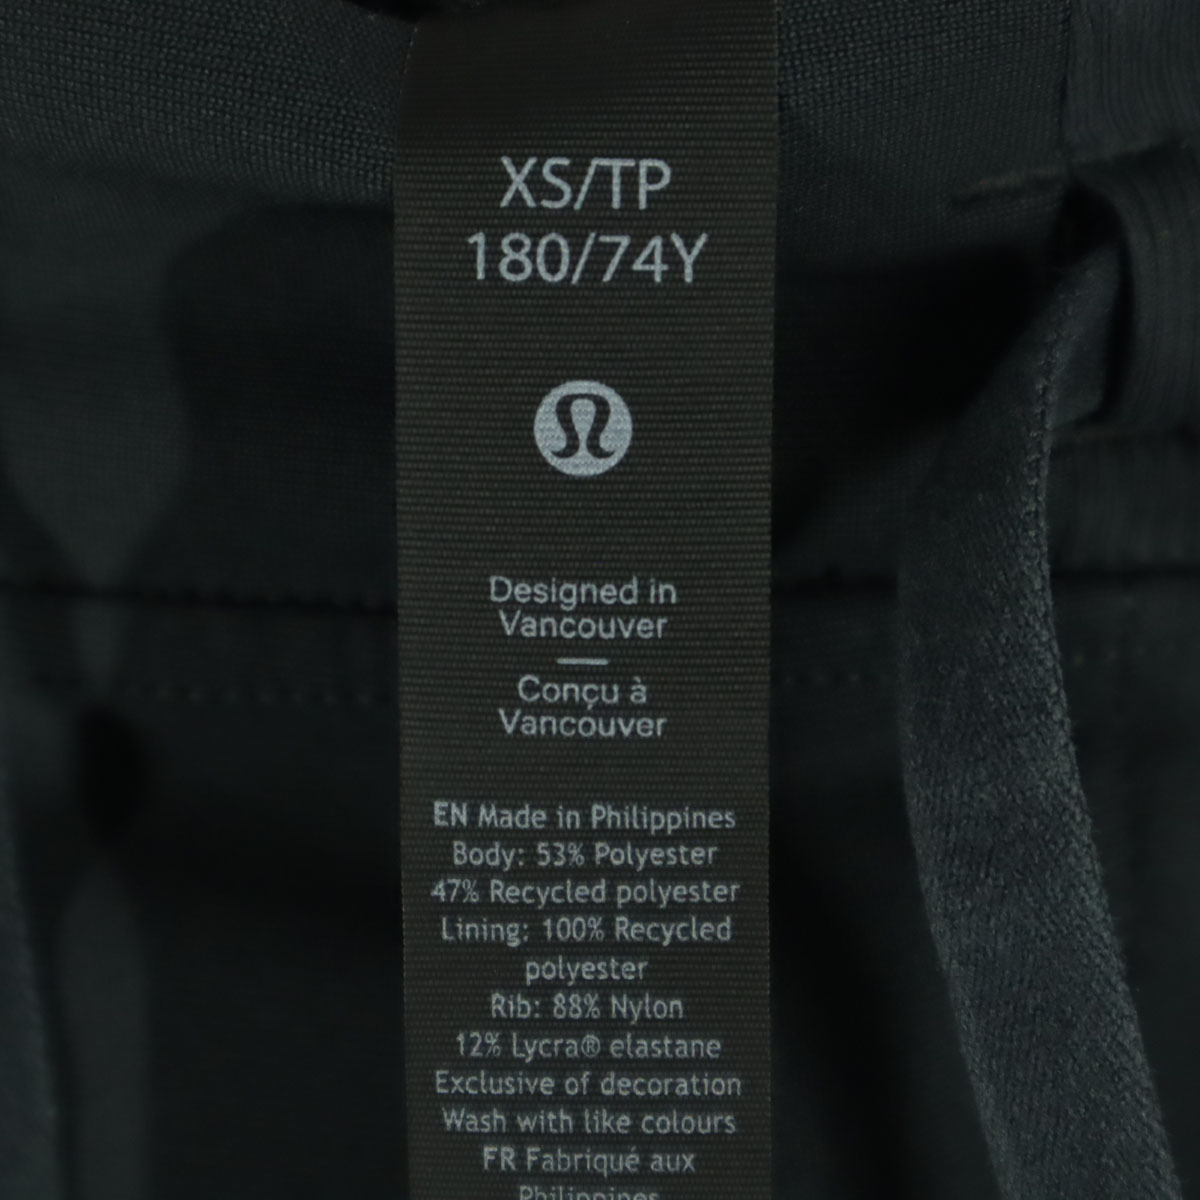 XS/TP
180/74Y
Designed in
Vancouver
Conçu à
Vancouver
EN Made in Philippines
Body: 53% Polyester
47% Recycled polyester
Lining: 100% Recycled
polyester
Rib: 88% Nylon
12% Lycra® elastane
Exclusive of decoration
Wash with like colours
FR Fabriqué aux
Philippines